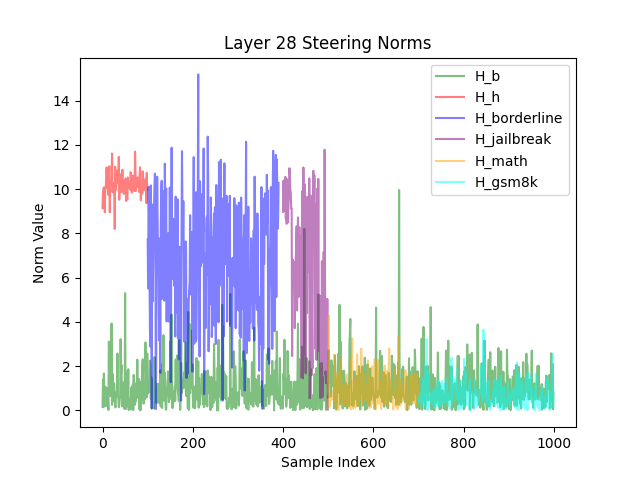 Layer 28 Steering Norms
H_b
H_h
H_borderline
H_jailbreak
H_math
H_gsm8k
Norm Value
14
12
10
8
6
4
2
0
0 200 400 600 800 1000
Sample Index